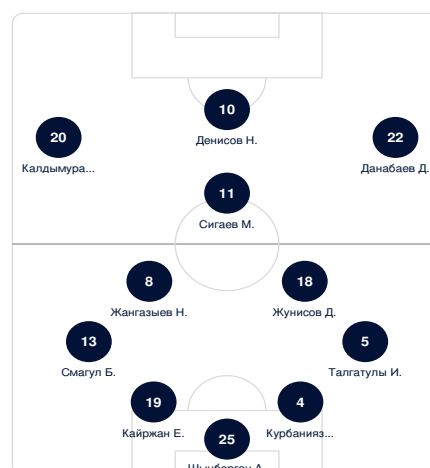 10
Денисов Н.
20
Калдымура...
22
Данабаев Д.
11
Сигаев М.
8
Жангазыев Н.
18
Жунисов Д.
13
Смагул Б.
5
Талгатулы И.
19
Кайржан Е.
4
Курбанияз...
25